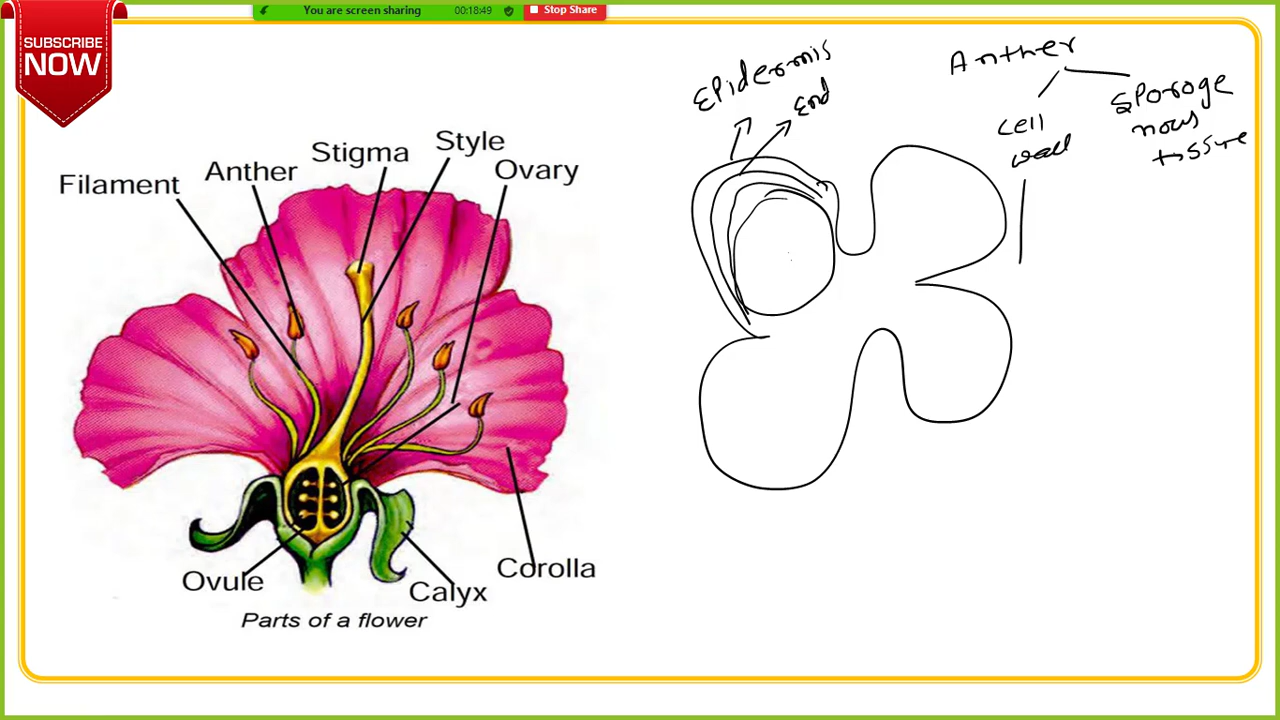 You are screen sharing
00:18:49
Stop Share
SUBSCRIBE
NOW
Epidermis
End
Anther
Cell
wall
Sporoge
nous
tissue
Style
Stigma
Ovary
Anther
Filament
Ovule
Calyx
Corolla
Parts of a flower